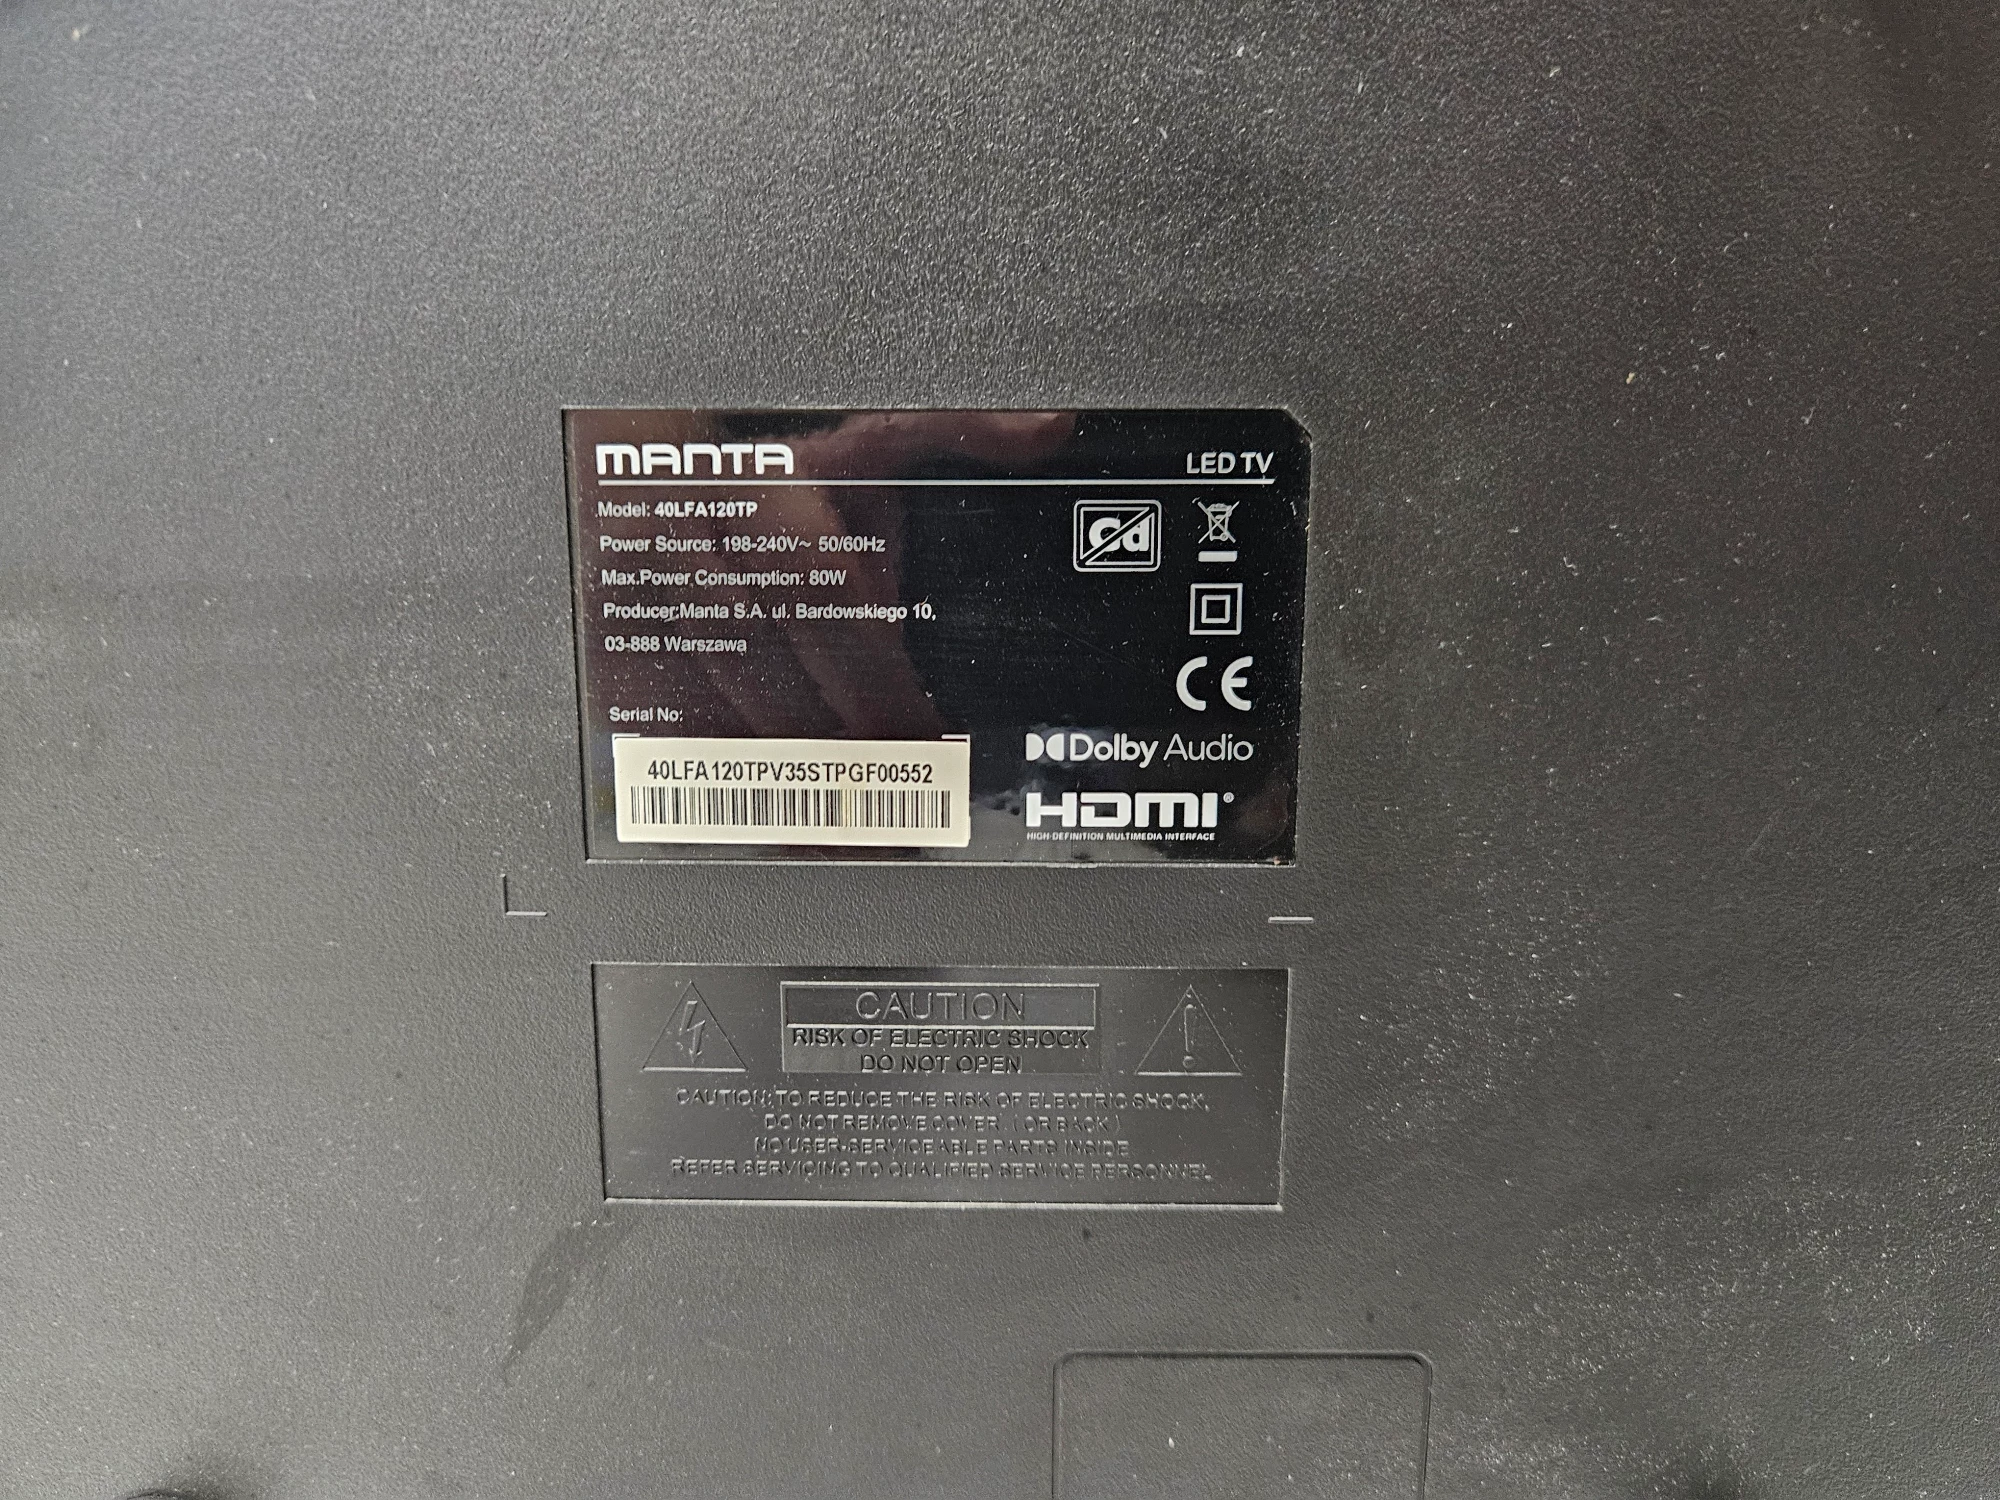 MANTA
LED TV
Model: 40LFA120TP
Power Source: 198-240V~ 50/60Hz
Max.Power Consumption: 80W
Producer:Manta S.A. ul. Bardowskiego 10,
03-888 Warszawa
Serial No:
40LFA120TPV35STPGF00552
Cd
CE
Dolby Audio
HDMI®
HIGH-DEFINITION MULTIMEDIA INTERFACE
CAUTION
RISK OF ELECTRIC SHOCK
DO NOT OPEN
CAUTION: TO REDUCE THE RISK OF ELECTRIC SHOCK,
DO NOT REMOVE COVER. (OR BACK)
NO USER-SERVICEABLE PARTS INSIDE
REFER SERVICING TO QUALIFIED SERVICE PERSONNEL